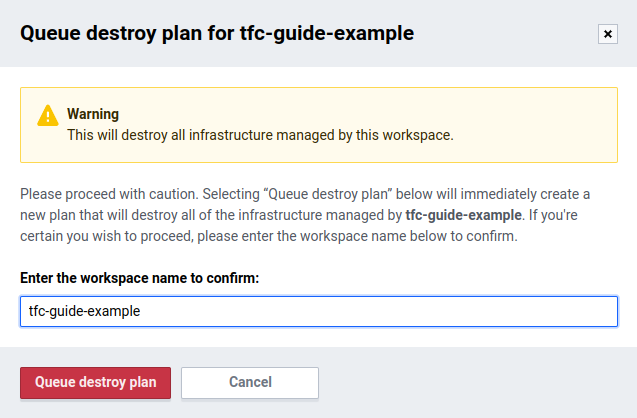 Queue destroy plan for tfc-guide-example
Warning
This will destroy all infrastructure managed by this workspace.
Please proceed with caution. Selecting “Queue destroy plan” below will immediately create a
new plan that will destroy all of the infrastructure managed by tfc-guide-example. If you're
certain you wish to proceed, please enter the workspace name below to confirm.
Enter the workspace name to confirm:
tfc-guide-example
Queue destroy plan
Cancel